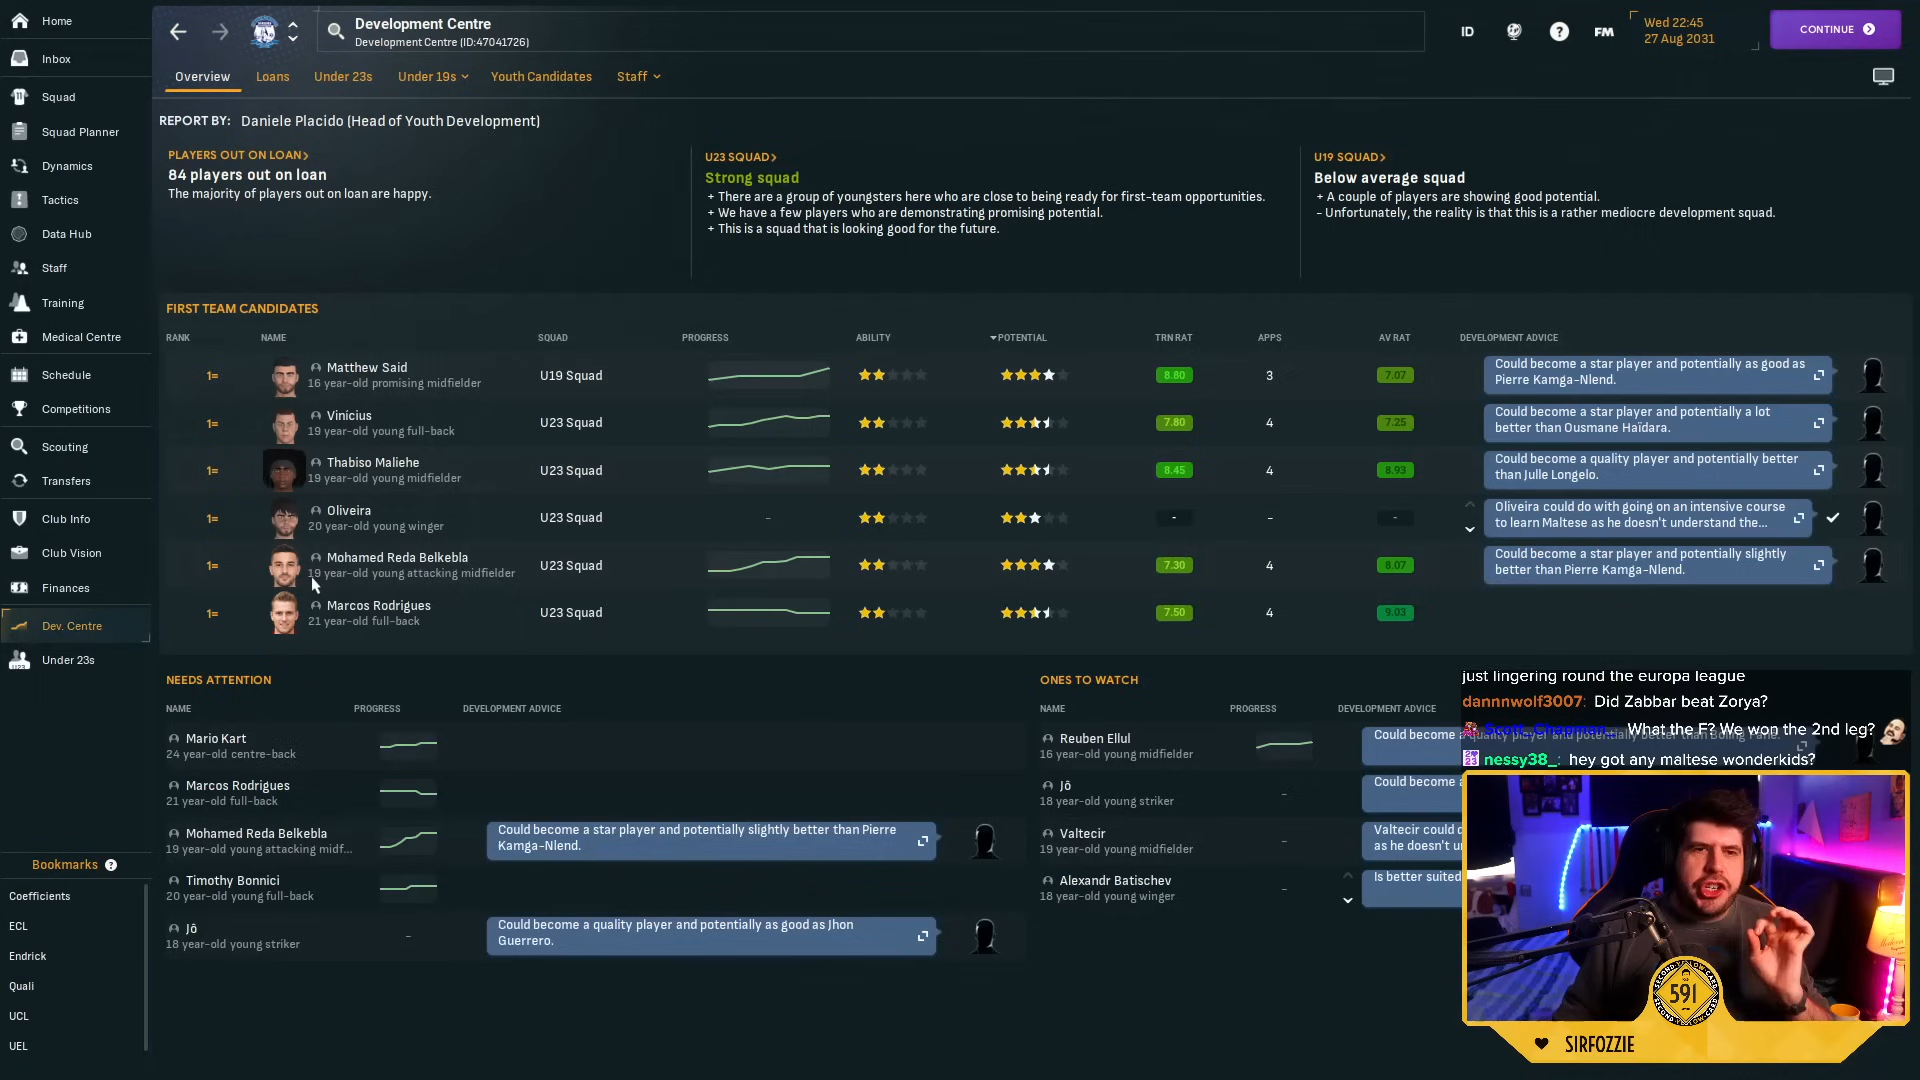 Home
Inbox
Squad
Squad Planner
Dynamics
Tactics
Data Hub
Staff
Training
Medical Centre
Schedule
Competitions
Scouting
Transfers
Club Info
Club Vision
Finances
Dev. Centre
Under 23s
Bookmarks ?
Coefficients
ECL
Endrick
Quali
UCL
UEL
Development Centre
Development Centre (ID:47041726)
ID
?
FM
Wed 22:45
27 Aug 2031
CONTINUE
Overview Loans Under 23s Under 19s Youth Candidates Staff
REPORT BY: Daniele Placido (Head of Youth Development)
PLAYERS OUT ON LOAN>
84 players out on loan
The majority of players out on loan are happy.
U23 SQUAD>
Strong squad
+ There are a group of youngsters here who are close to being ready for first-team opportunities.
+ We have a few players who are demonstrating promising potential.
+ This is a squad that is looking good for the future.
U19 SQUAD>
Below average squad
+ A couple of players are showing good potential.
- Unfortunately, the reality is that this is a rather mediocre development squad.
FIRST TEAM CANDIDATES
RANK NAME SQUAD PROGRESS ABILITY POTENTIAL TRN RAT APPS AV RAT DEVELOPMENT ADVICE
1= Matthew Said U19 Squad 8.80 3 7.07
16 year-old promising midfielder
Could become a star player and potentially as good as
Pierre Kamga-Nlend.
1= Vinicius U23 Squad 7.80 4 7.25
19 year-old young full-back
Could become a star player and potentially a lot
better than Ousmane Haïdara.
1= Thabiso Maliehe U23 Squad 8.45 4 8.93
19 year-old young midfielder
Could become a quality player and potentially better
than Julle Longelo.
1= Oliveira U23 Squad - - - -
20 year-old young winger
Oliveira could do with going on an intensive course
to learn Maltese as he doesn't understand the...
1= Mohamed Reda Belkebla U23 Squad 7.30 4 8.07
19 year-old young attacking midfielder
Could become a star player and potentially slightly
better than Pierre Kamga-Nlend.
1= Marcos Rodrigues U23 Squad 7.50 4 9.03
21 year-old full-back
NEEDS ATTENTION
NAME PROGRESS DEVELOPMENT ADVICE
Mario Kart
24 year-old centre-back
Marcos Rodrigues
21 year-old full-back
Mohamed Reda Belkebla
19 year-old young attacking midf...
Could become a star player and potentially slightly better than Pierre
Kamga-Nlend.
Timothy Bonnici
20 year-old young full-back
Jô -
18 year-old young striker
Could become a quality player and potentially as good as Jhon
Guerrero.
ONES TO WATCH
NAME PROGRESS DEVELOPMENT ADVICE
Reuben Ellul
16 year-old young midfielder
Could become a quality player and potentially better than Boling Fane.
Jô -
18 year-old young striker
Could become
Valtecir -
19 year-old young midfielder
Valtecir could
as he doesn't
Alexandr Batischev -
18 year-old young winger
Is better suited
just lingering round the europa league
dannnwolf3007: Did Zabbar beat Zorya?
Scott_Chapman_: What the F? We won the 2nd leg?
nessy38_: hey got any maltese wonderkids?
SECOND YELLOW CARD
591
SIRFOZZIE